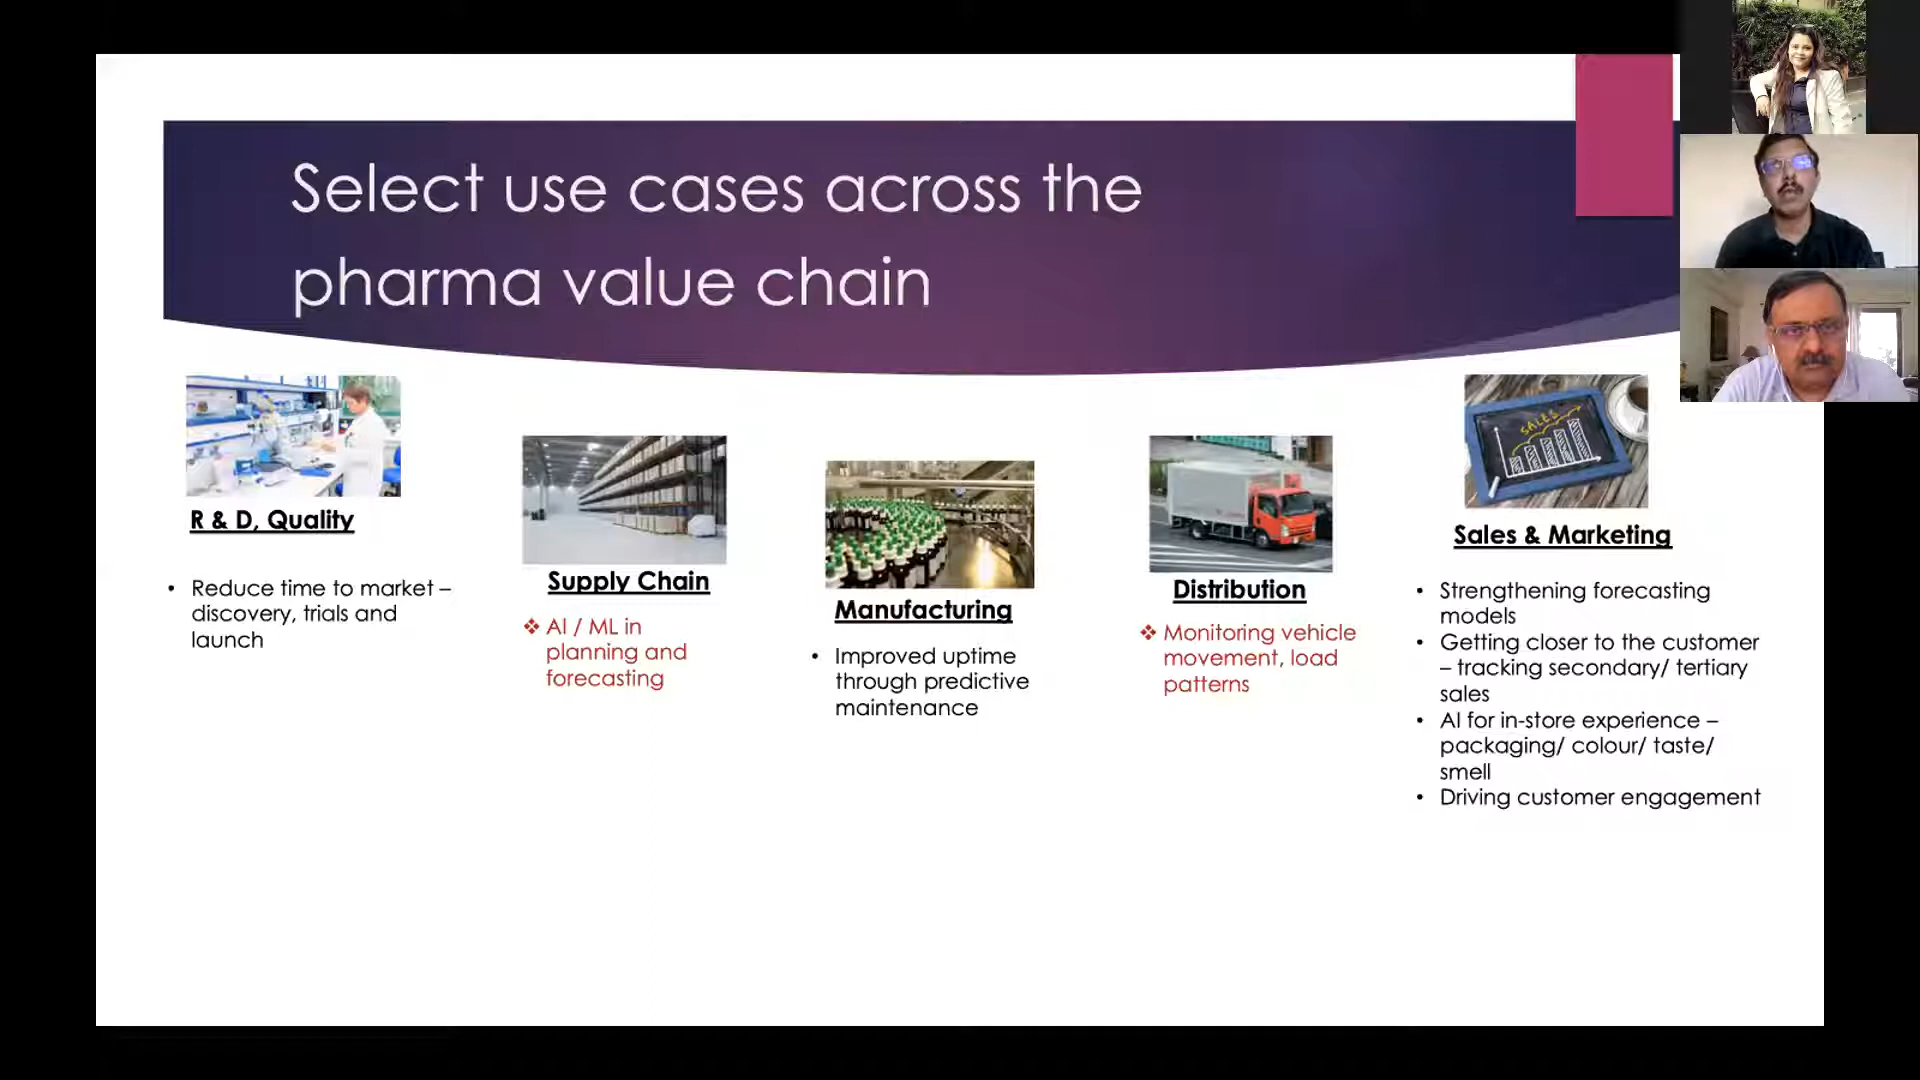 Select use cases across the
pharma value chain
R & D, Quality
• Reduce time to market –
discovery, trials and
launch
Supply Chain
❖ AI / ML in
planning and
forecasting
Manufacturing
• Improved uptime
through predictive
maintenance
Distribution
❖ Monitoring vehicle
movement, load
patterns
SALES
Sales & Marketing
• Strengthening forecasting
models
• Getting closer to the customer
– tracking secondary/ tertiary
sales
• AI for in-store experience –
packaging/ colour/ taste/
smell
• Driving customer engagement